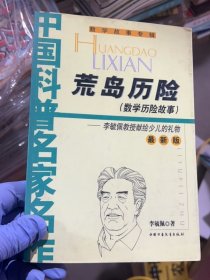 数学故事专辑
HUANGDAO
LIXIAN
荒岛历险
(数学历险故事)
——李毓佩教授献给少儿的礼物
最新版
中国科普名家名作
李毓佩 著
中国少年儿童出版社